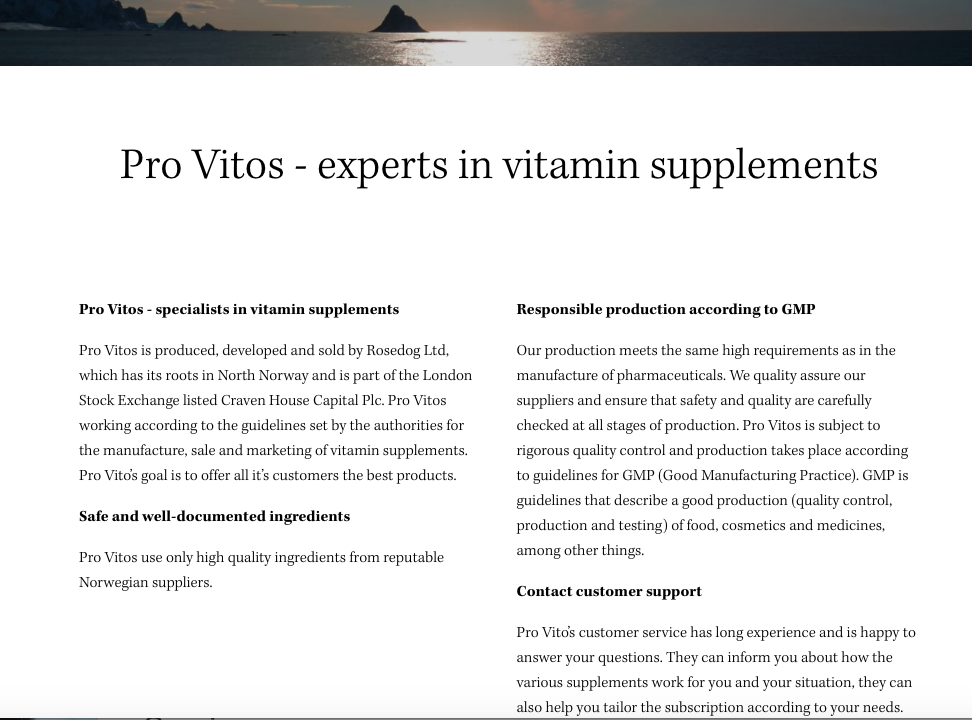 Pro Vitos - experts in vitamin supplements
Pro Vitos - specialists in vitamin supplements
Pro Vitos is produced, developed and sold by Rosedog Ltd,
which has its roots in North Norway and is part of the London
Stock Exchange listed Craven House Capital Plc. Pro Vitos
working according to the guidelines set by the authorities for
the manufacture, sale and marketing of vitamin supplements.
Pro Vito's goal is to offer all it's customers the best products.
Safe and well-documented ingredients
Pro Vitos use only high quality ingredients from reputable
Norwegian suppliers.
Responsible production according to GMP
Our production meets the same high requirements as in the
manufacture of pharmaceuticals. We quality assure our
suppliers and ensure that safety and quality are carefully
checked at all stages of production. Pro Vitos is subject to
rigorous quality control and production takes place according
to guidelines for GMP (Good Manufacturing Practice). GMP is
guidelines that describe a good production (quality control,
production and testing) of food, cosmetics and medicines,
among other things.
Contact customer support
Pro Vito's customer service has long experience and is happy to
answer your questions. They can inform you about how the
various supplements work for you and your situation, they can
also help you tailor the subscription according to your needs.